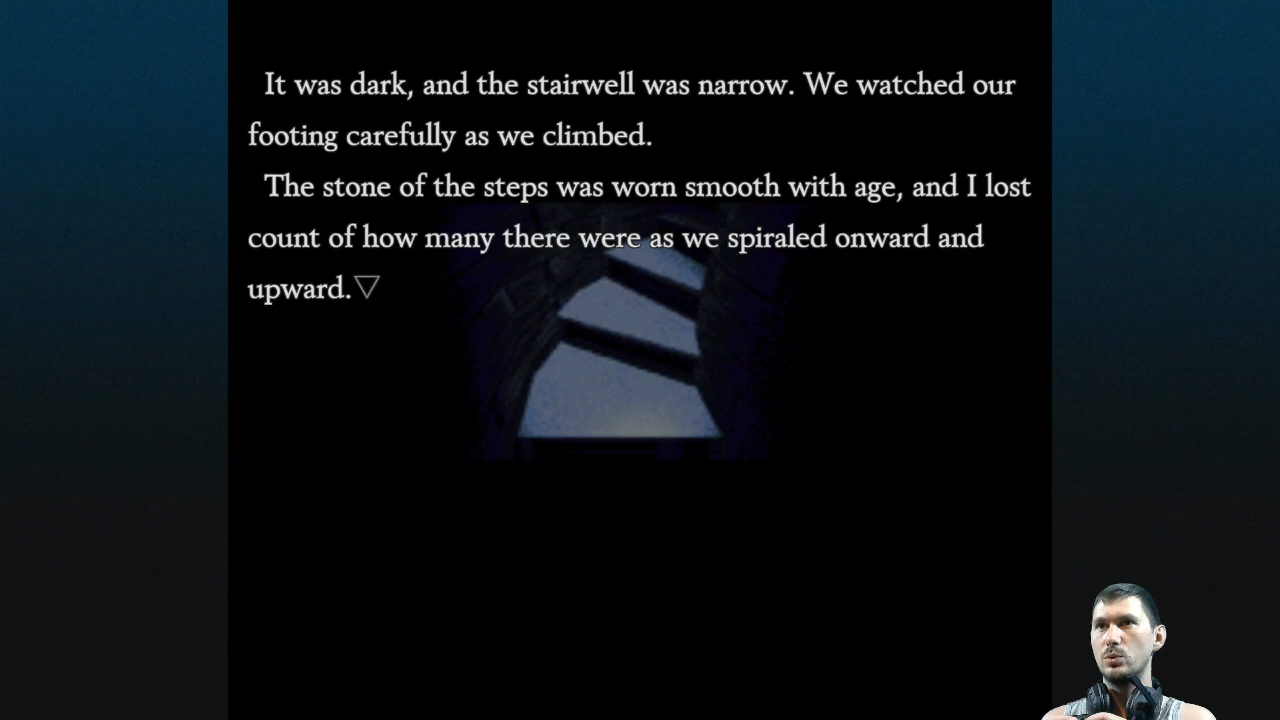 It was dark, and the stairwell was narrow. We watched our
footing carefully as we climbed.
The stone of the steps was worn smooth with age, and I lost
count of how many there were as we spiraled onward and
upward.▽